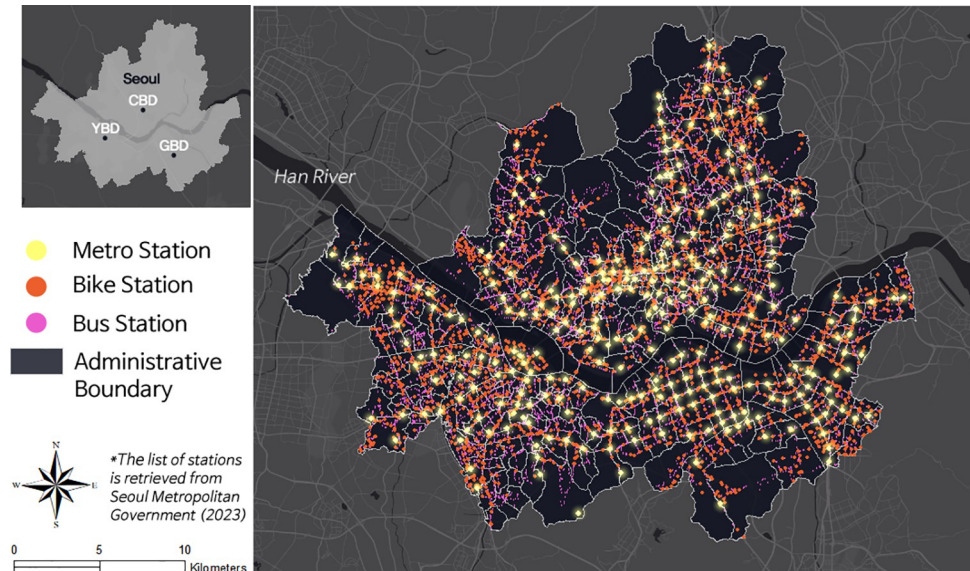 Seoul
CBD
YBD
GBD
Han River
Metro Station
Bike Station
Bus Station
Administrative
Boundary
N
W
E
S
*The list of stations
is retrieved from
Seoul Metropolitan
Government (2023)
0 5 10
Kilometers